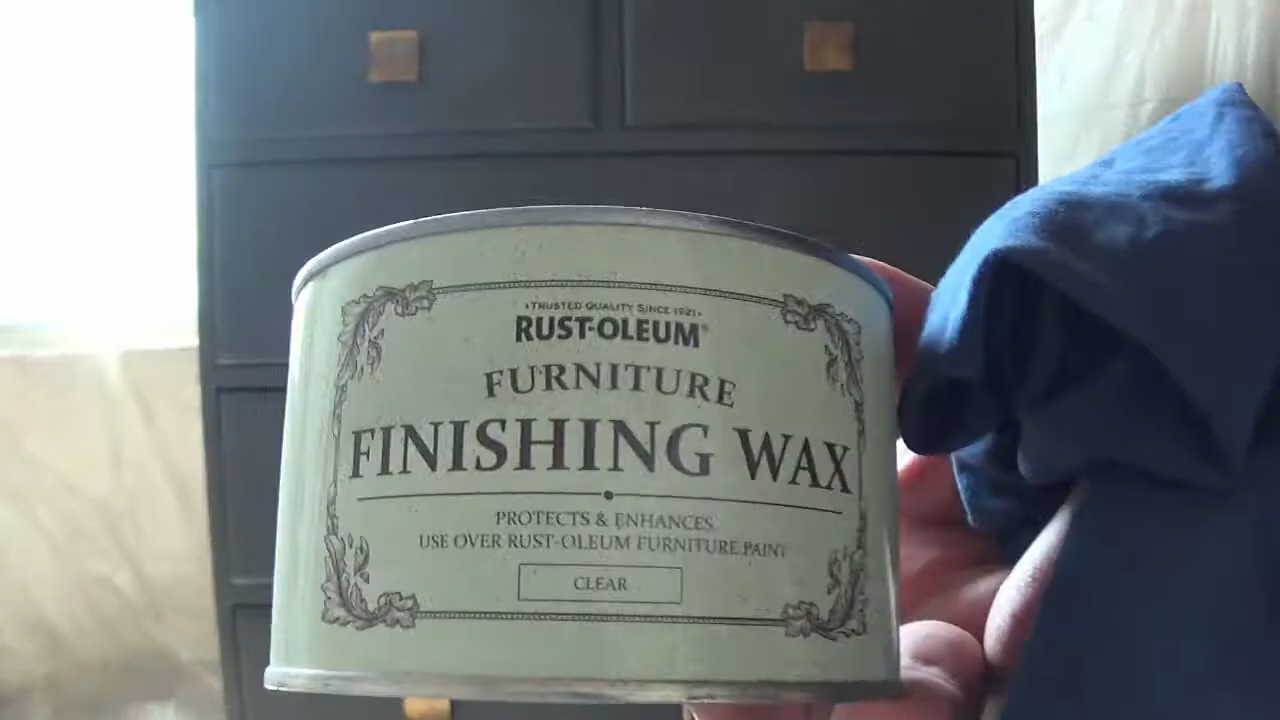 TRUSTED QUALITY SINCE 1921
RUST-OLEUM®
FURNITURE
FINISHING WAX
PROTECTS & ENHANCES
USE OVER RUST-OLEUM FURNITURE PAINT
CLEAR